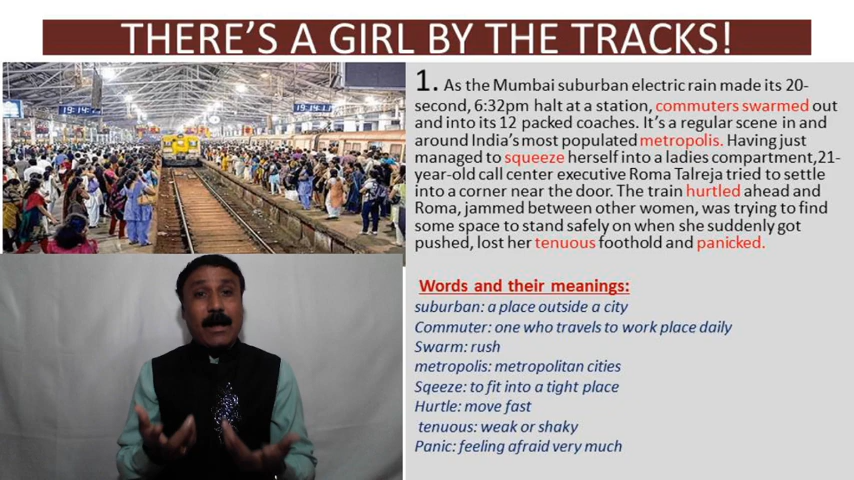 THERE'S A GIRL BY THE TRACKS!
19:14:11
19:14:11
1. As the Mumbai suburban electric rain made its 20-
second, 6:32pm halt at a station, commuters swarmed out
and into its 12 packed coaches. It's a regular scene in and
around India's most populated metropolis. Having just
managed to squeeze herself into a ladies compartment,21-
year-old call center executive Roma Talreja tried to settle
into a corner near the door. The train hurtled ahead and
Roma, jammed between other women, was trying to find
some space to stand safely on when she suddenly got
pushed, lost her tenuous foothold and panicked.
Words and their meanings:
suburban: a place outside a city
Commuter: one who travels to work place daily
Swarm: rush
metropolis: metropolitan cities
Sqeeze: to fit into a tight place
Hurtle: move fast
tenuous: weak or shaky
Panic: feeling afraid very much